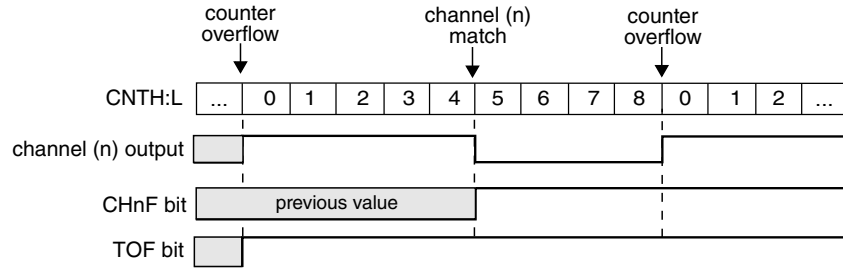 counter
overflow
channel (n)
match
counter
overflow
CNTH:L ... 0 1 2 3 4 5 6 7 8 0 1 2 ...
channel (n) output
CHnF bit previous value
TOF bit